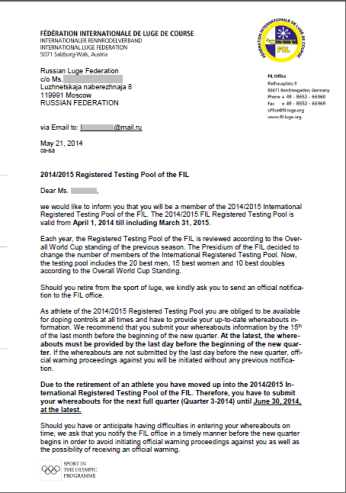 FÉDÉRATION INTERNATIONALE DE LUGE DE COURSE
INTERNATIONALER RENNRODELVERBAND
INTERNATIONAL LUGE FEDERATION
5071 Salzburg-Wals, Austria
FIL
Russian Luge Federation
c/o Ms.
Luzhnetskaja naberezhnaja 8
119991 Moscow
RUSSIAN FEDERATION
FIL Office
Rathausplatz 9
83471 Berchtesgaden, Germany
Phone + 49 - 8652 - 66960
Fax + 49 - 8652 - 66969
office@fil-luge.org
www.fil-luge.org
via Email to: @mail.ru
May 21, 2014
cs-sa
2014/2015 Registered Testing Pool of the FIL
Dear Ms.
we would like to inform you that you will be a member of the 2014/2015 International
Registered Testing Pool of the FIL. The 2014/2015 FIL Registered Testing Pool is
valid from April 1, 2014 till including March 31, 2015.
Each year, the Registered Testing Pool of the FIL is reviewed according to the Over-
all World Cup standing of the previous season. The Presidium of the FIL decided to
change the number of members of the International Registered Testing Pool. Now,
the testing pool includes the 20 best men, 15 best women and 10 best doubles
according to the Overall World Cup Standing.
Should you retire from the sport of luge, we kindly ask you to send an official notifica-
tion to the FIL office.
As athlete of the 2014/2015 Registered Testing Pool you are obliged to be available
for doping controls at all times and have to provide your up-to-date whereabouts in-
formation. We recommend that you submit your whereabouts information by the 15th
of the last month before the beginning of the new quarter. At the latest, the where-
abouts must be provided by the last day before the beginning of the new quar-
ter. If the whereabouts are not submitted by the last day before the new quarter, offi-
cial warning proceedings against you will be initiated without any previous notifica-
tion.
Due to the retirement of an athlete you have moved up into the 2014/2015 In-
ternational Registered Testing Pool of the FIL. Therefore, you have to submit
your whereabouts for the next full quarter (Quarter 3-2014) until June 30, 2014,
at the latest.
Should you have or anticipate having difficulties in entering your whereabouts on
time, we ask that you notify the FIL office in a timely manner before the new quarter
begins in order to avoid initiating official warning proceedings against you as well as
the possibility of receiving an official warning.
SPORT IN
THE OLYMPIC
PROGRAMME